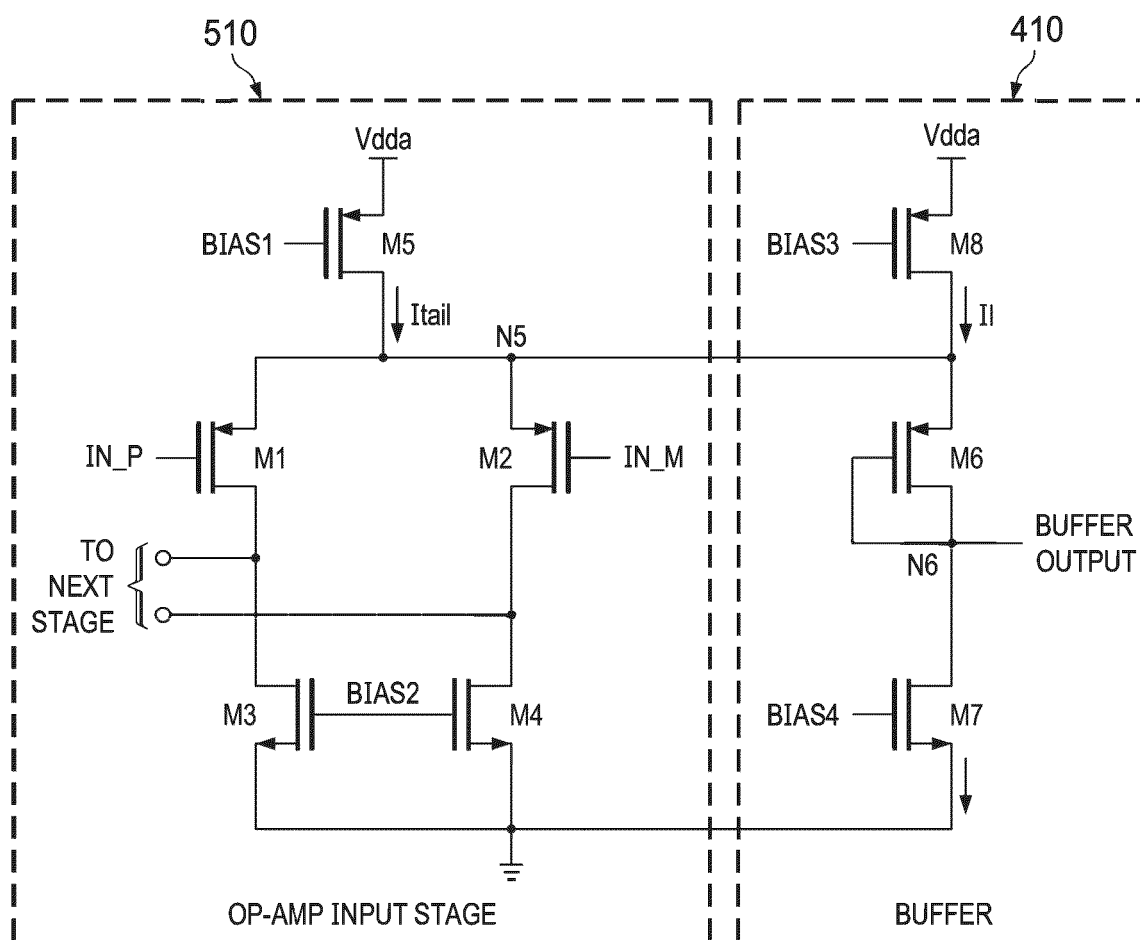 510
410
Vdda
Vdda
BIAS1
M5
BIAS3
M8
Itail
Il
N5
IN_P
M1
M2
IN_M
M6
TO
NEXT
STAGE
BUFFER
OUTPUT
N6
M3
BIAS2
M4
BIAS4
M7
OP-AMP INPUT STAGE
BUFFER